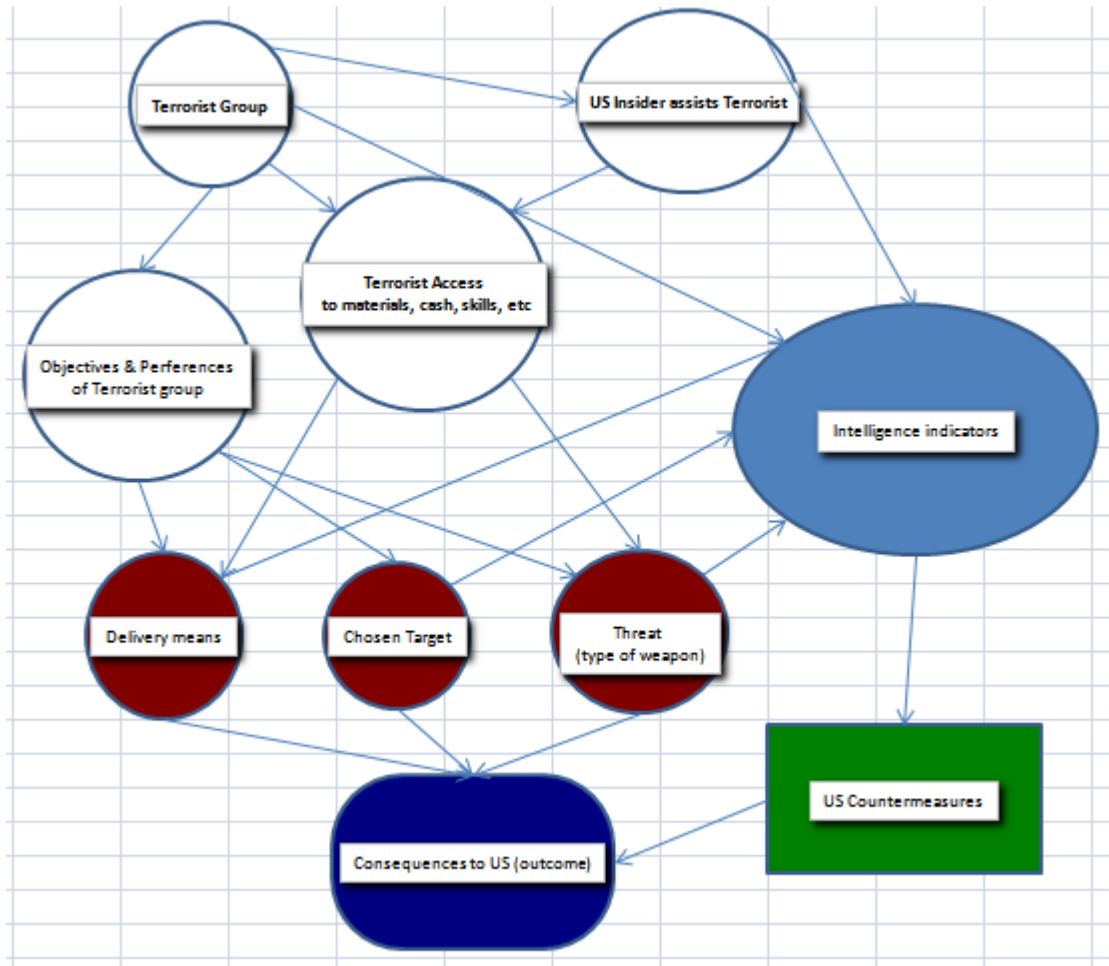 Terrorist Group
US Insider assists Terrorist
Terrorist Access
to materials, cash, skills, etc
Objectives & Perferences
of Terrorist group
Intelligence indicators
Delivery means
Chosen Target
Threat
(type of weapon)
US Countermeasures
Consequences to US (outcome)